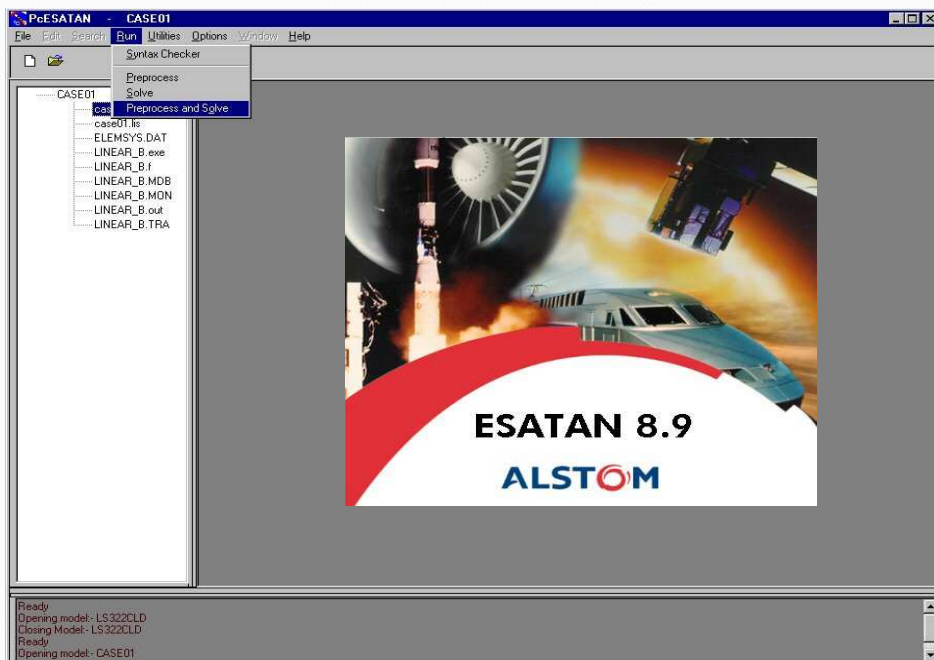 PcESATAN - CASE01
File Edit Search Run Utilities Options Window Help
Syntax Checker
Preprocess
Solve
Preprocess and Solve
CASE01
cas
case01.lis
ELEMSYS.DAT
LINEAR_B.exe
LINEAR_B.f
LINEAR_B.MDB
LINEAR_B.MON
LINEAR_B.out
LINEAR_B.TRA
ESATAN 8.9
ALSTOM
Ready
Opening model:- LS322CLD
Closing Model:- LS322CLD
Ready
Opening model:- CASE01